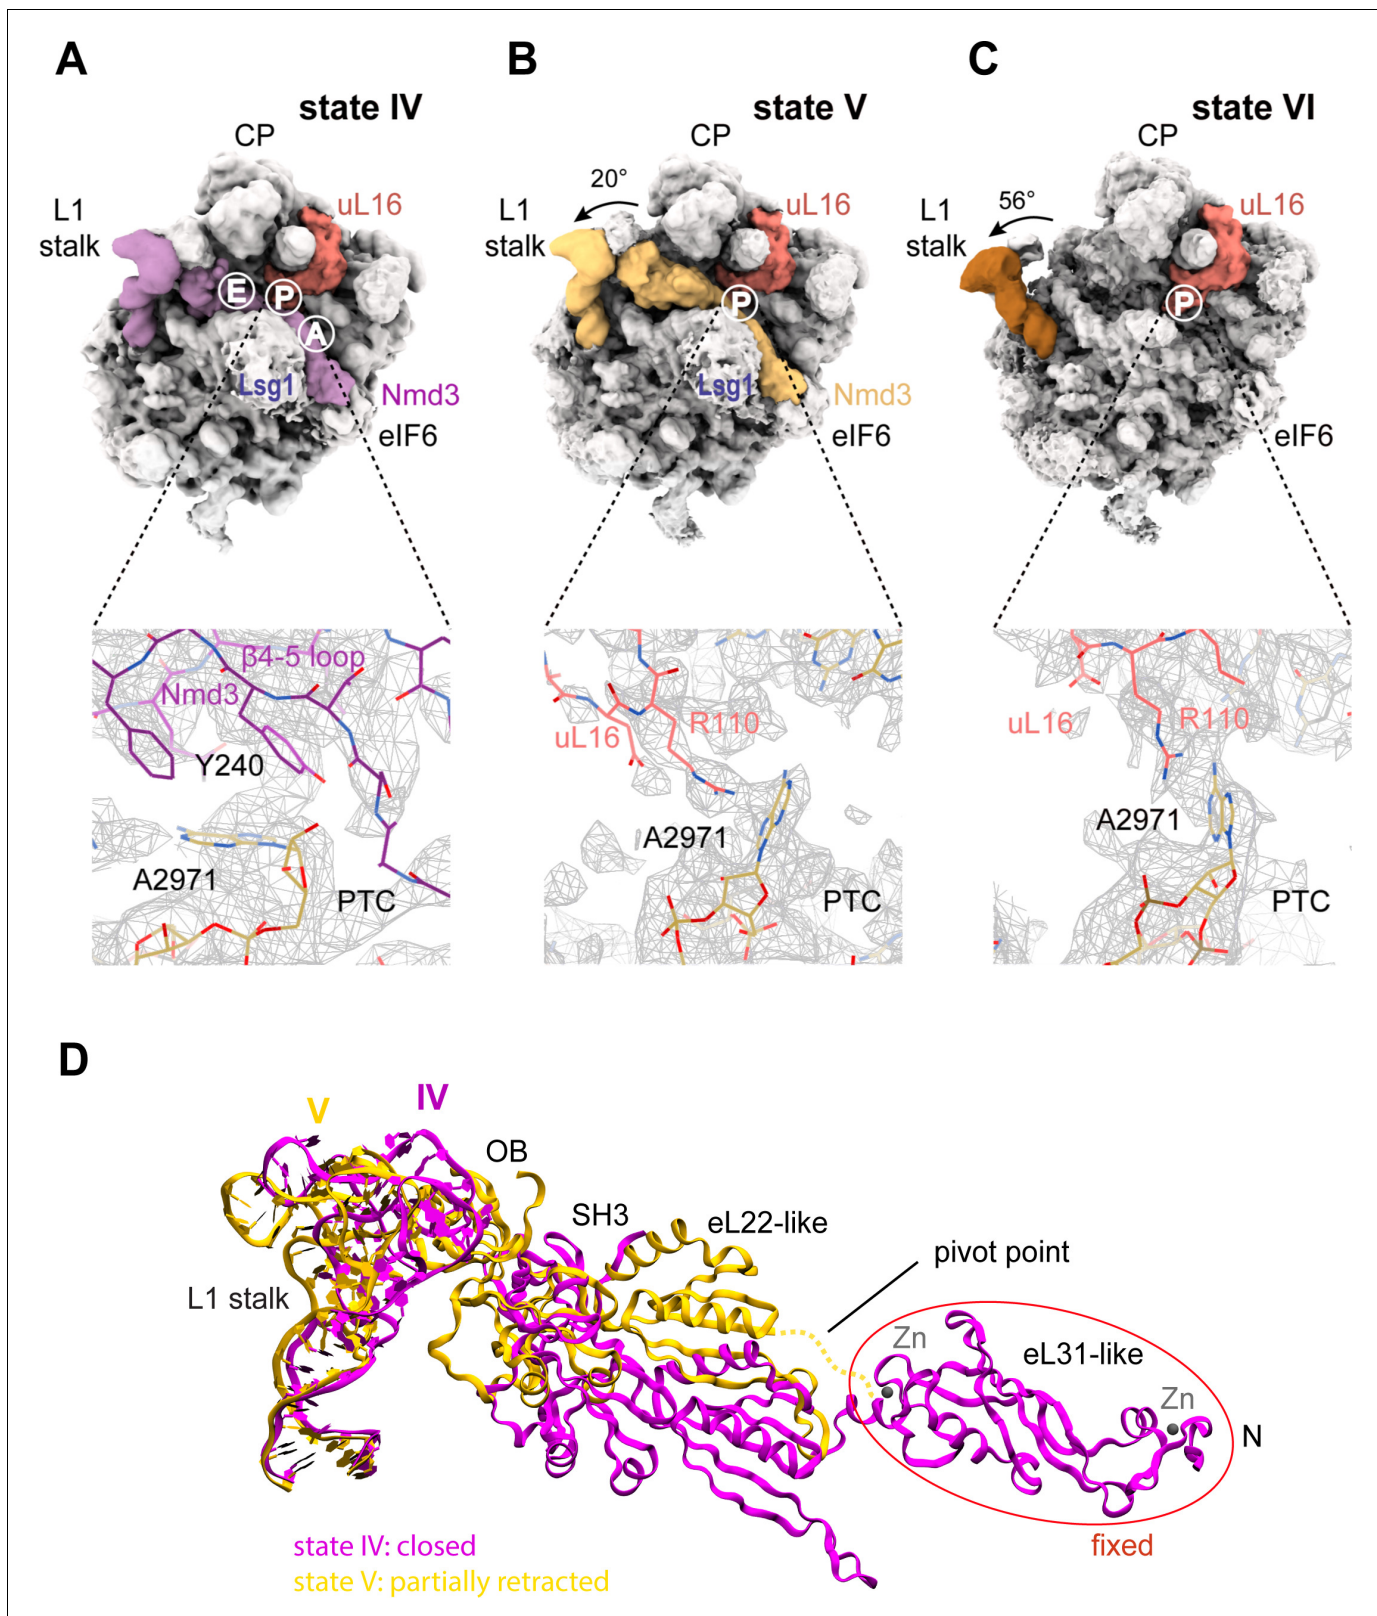 A
state IV
CP
L1
stalk
uL16
E
P
A
Lsg1
Nmd3
eIF6
β4-5 loop
Nmd3
Y240
A2971
PTC
B
state V
CP
20°
L1
stalk
uL16
P
Lsg1
Nmd3
eIF6
uL16
R110
A2971
PTC
C
state VI
CP
56°
L1
stalk
uL16
P
eIF6
uL16
R110
A2971
PTC
D
V
IV
OB
SH3
eL22-like
pivot point
L1 stalk
Zn
eL31-like
Zn
N
fixed
state IV: closed
state V: partially retracted